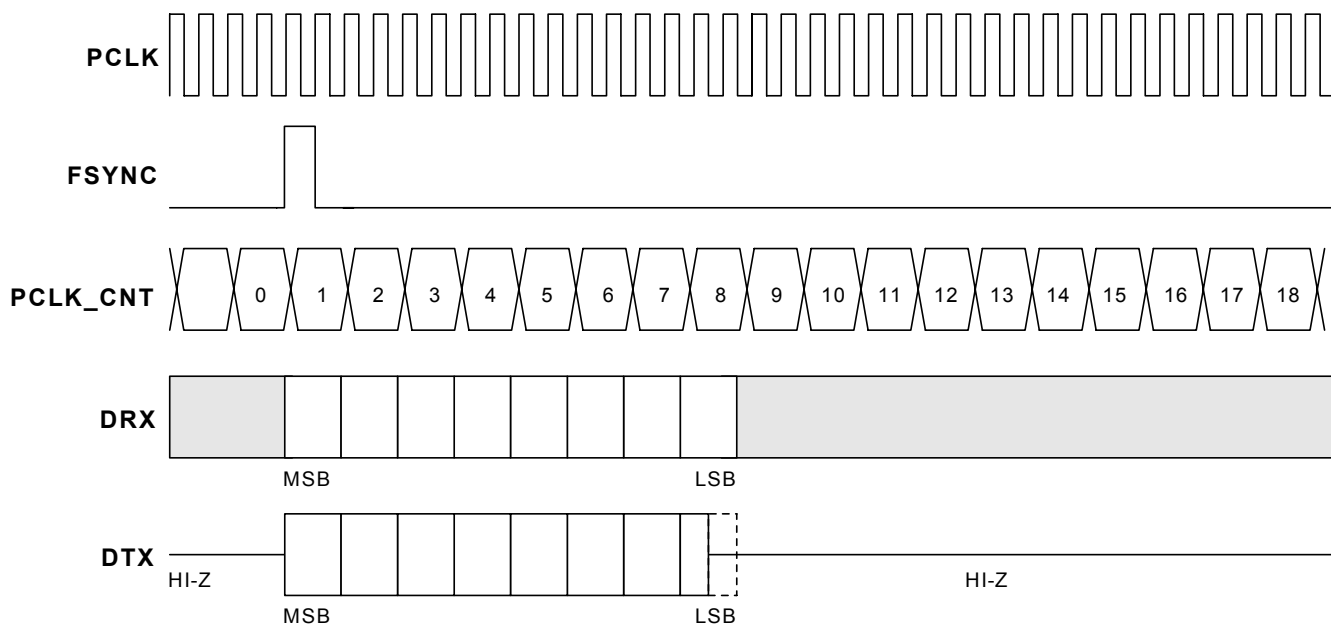 PCLK
FSYNC
PCLK_CNT 0 1 2 3 4 5 6 7 8 9 10 11 12 13 14 15 16 17 18
DRX
MSB LSB
DTX
HI-Z HI-Z
MSB LSB